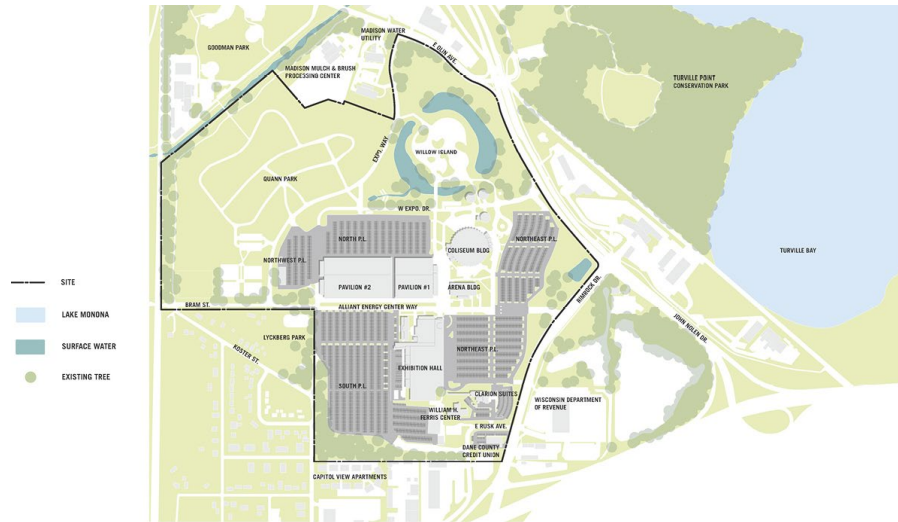 MADISON WATER
UTILITY
GOODMAN PARK
E OLIN AVE.
MADISON MULCH & BRUSH
PROCESSING CENTER
TURVILLE POINT
CONSERVATION PARK
EXPO. WAY
WILLOW ISLAND
QUANN PARK
W EXPO. DR.
NORTH P.L.
NORTHEAST P.L.
COLISEUM BLDG
TURVILLE BAY
NORTHWEST P.L.
SITE
PAVILION #2
PAVILION #1
ARENA BLDG
RIMROCK DR.
BRAM ST.
ALLIANT ENERGY CENTER WAY
LAKE MONONA
JOHN NOLEN DR.
LYCKBERG PARK
SURFACE WATER
KOSTER ST.
NORTHEAST P.L.
EXHIBITION HALL
EXISTING TREE
SOUTH P.L.
CLARION SUITES
WISCONSIN DEPARTMENT
OF REVENUE
WILLIAM H.
FERRIS CENTER
E RUSK AVE.
DANE COUNTY
CREDIT UNION
CAPITOL VIEW APARTMENTS